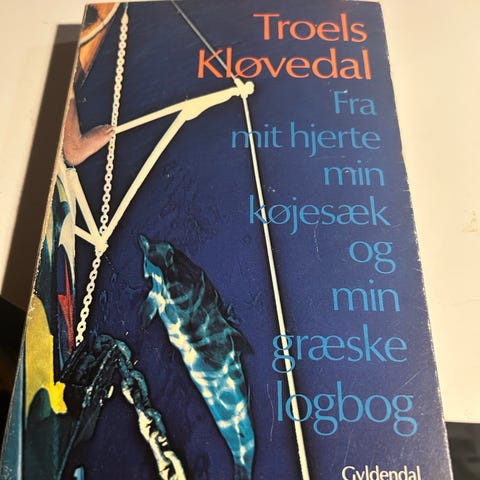 Troels
Kløvedal
Fra
mit hjerte
min
køjesæk
og
min
græske
logbog
Gyldendal